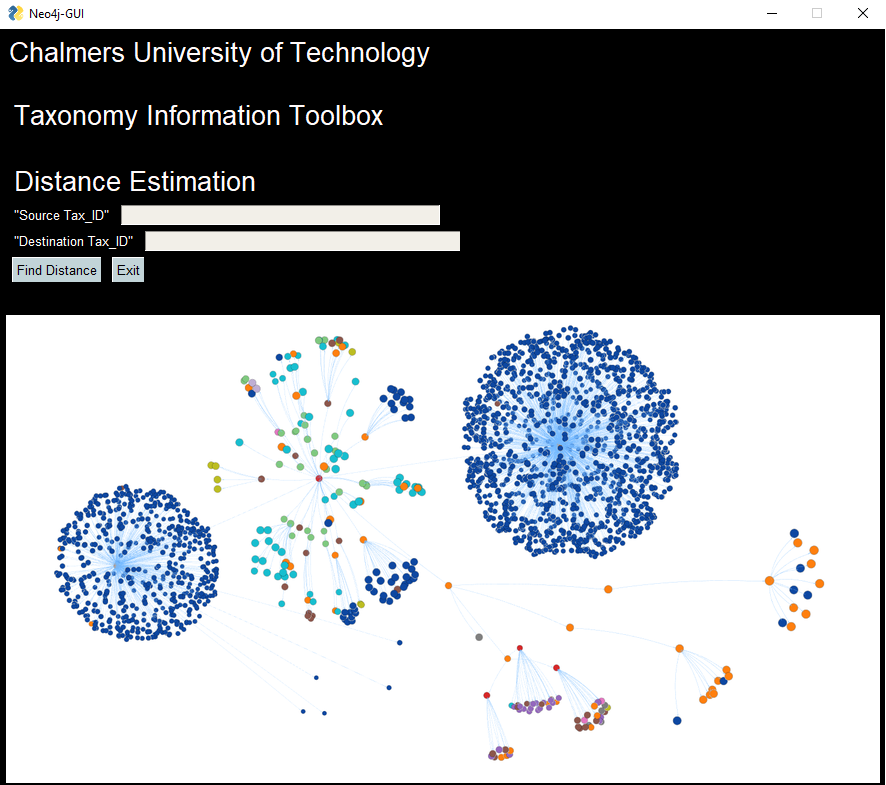 Neo4j-GUI
Chalmers University of Technology
Taxonomy Information Toolbox
Distance Estimation
"Source Tax_ID"
"Destination Tax_ID"
Find Distance Exit